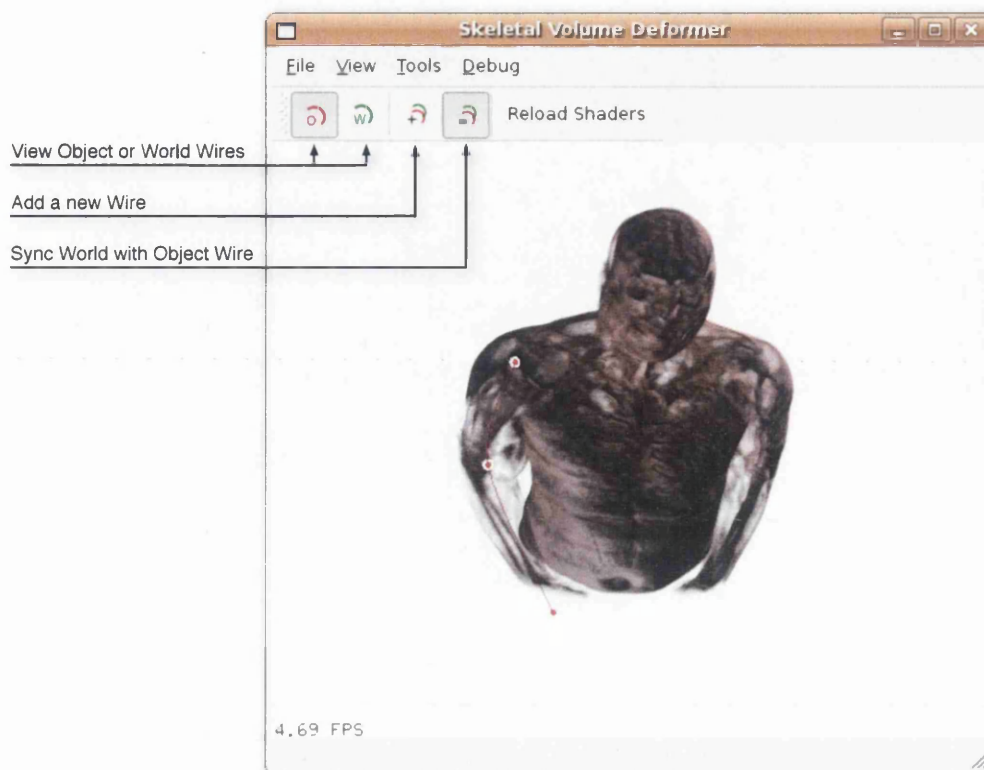 Skeletal Volume Deformer
File View Tools Debug
O W Reload Shaders
View Object or World Wires
Add a new Wire
Sync World with Object Wire
4.69 FPS